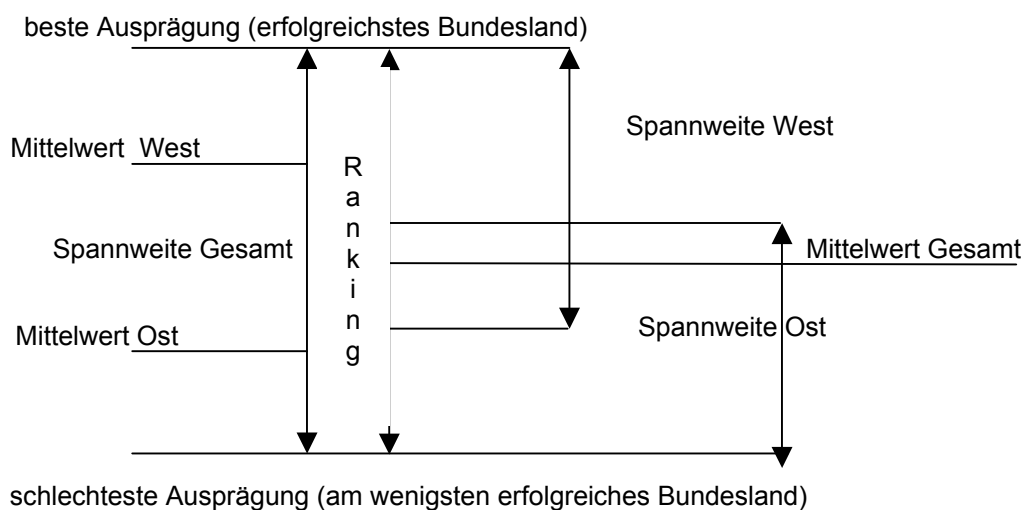 beste Ausprägung (erfolgreichstes Bundesland)
Spannweite West
Mittelwert West
Ranking
Spannweite Gesamt
Mittelwert Gesamt
Mittelwert Ost
Spannweite Ost
schlechteste Ausprägung (am wenigsten erfolgreiches Bundesland)